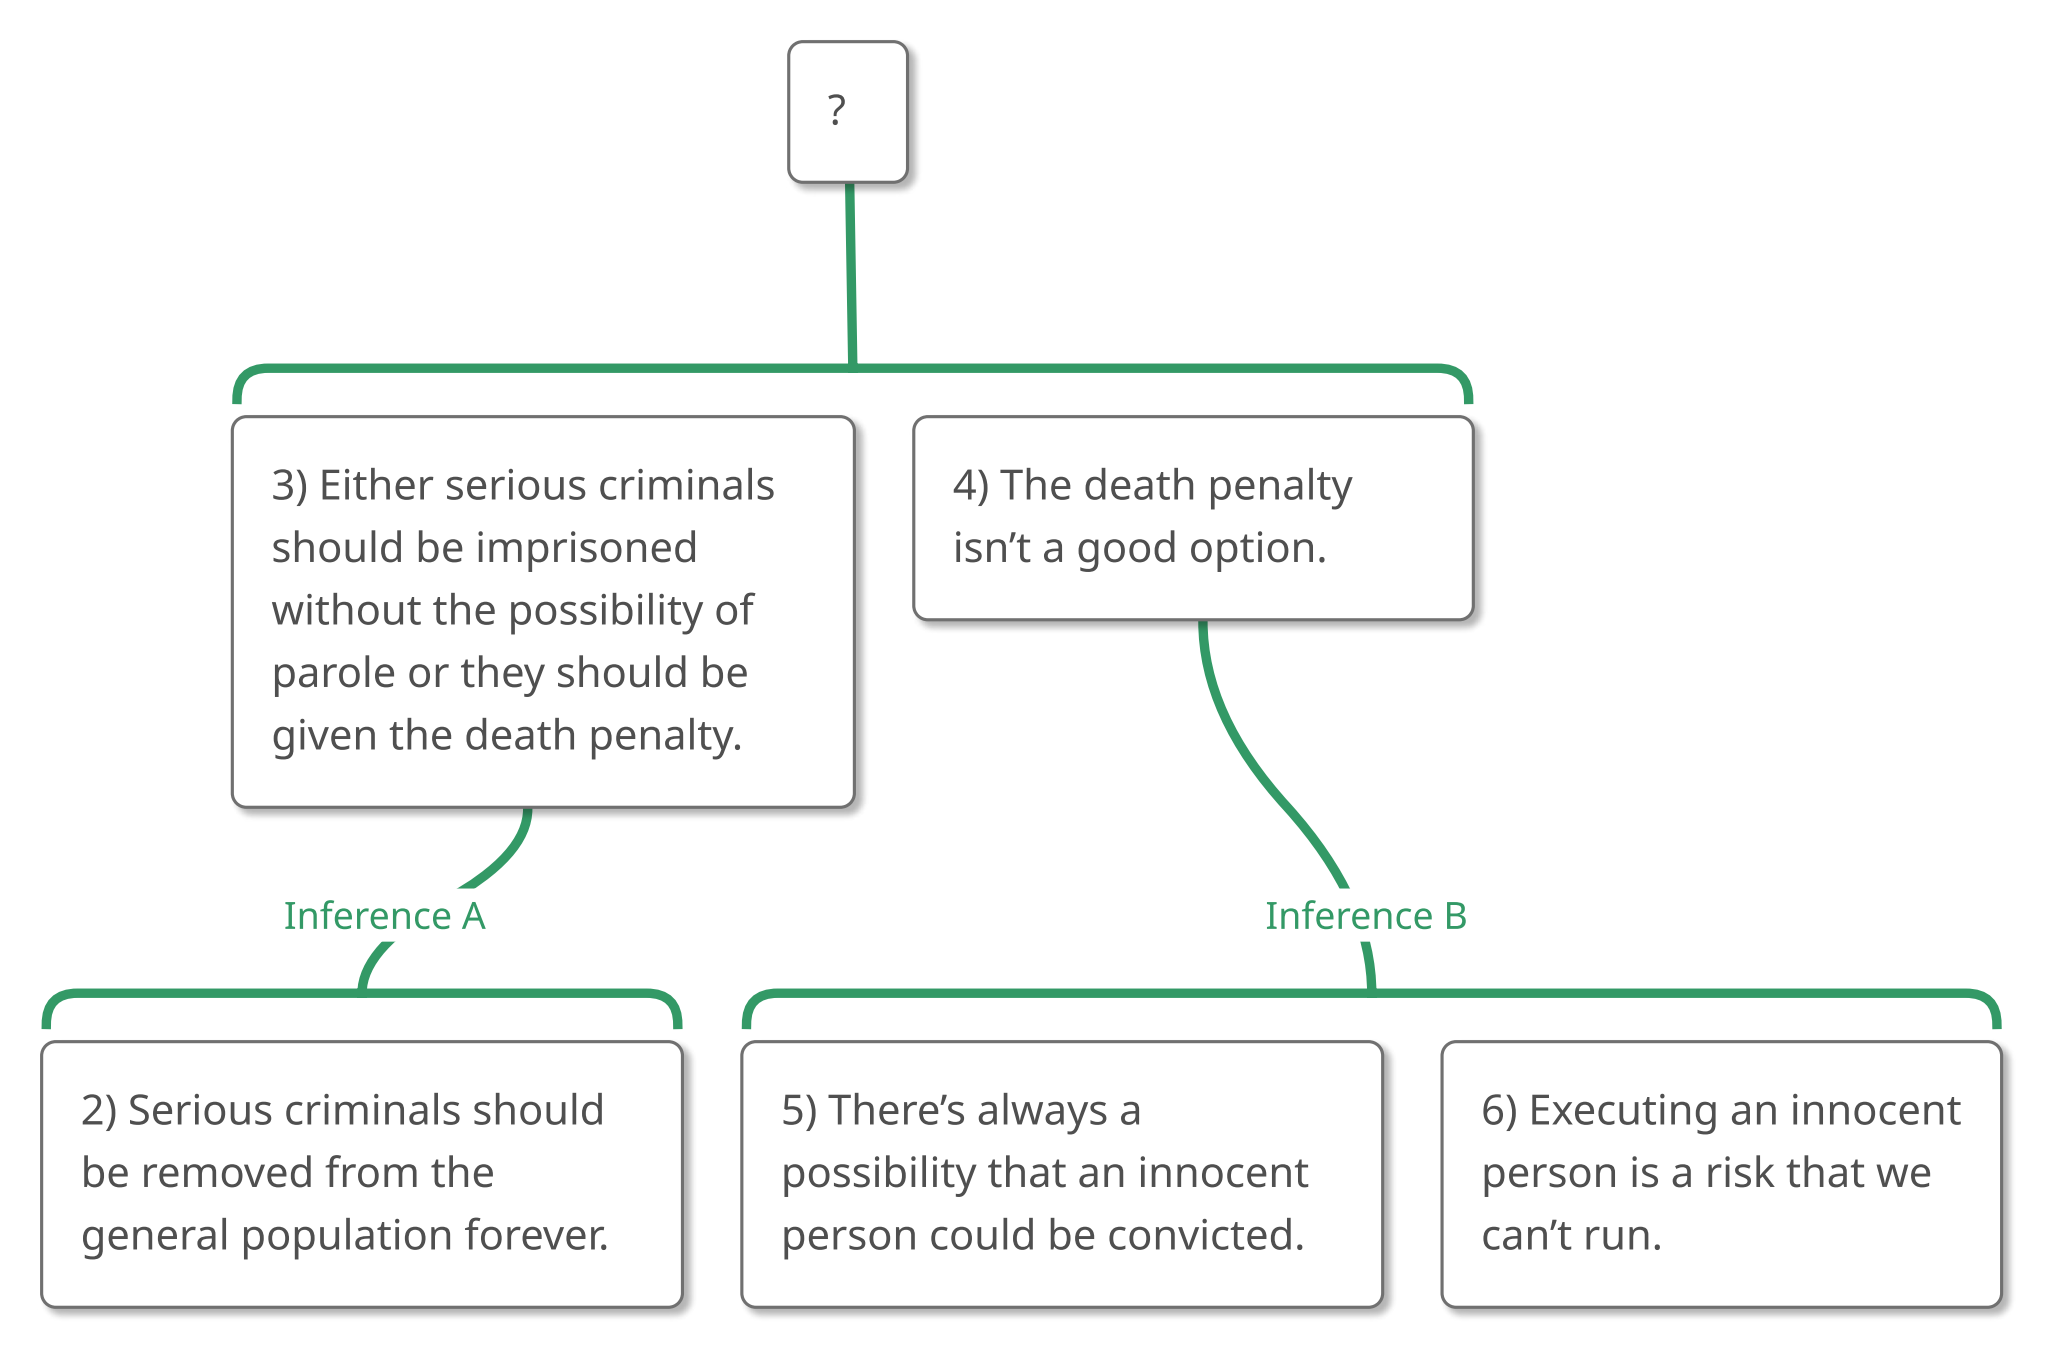 ?
3) Either serious criminals
should be imprisoned
without the possibility of
parole or they should be
given the death penalty.
4) The death penalty
isn’t a good option.
Inference A
Inference B
2) Serious criminals should
be removed from the
general population forever.
5) There’s always a
possibility that an innocent
person could be convicted.
6) Executing an innocent
person is a risk that we
can’t run.